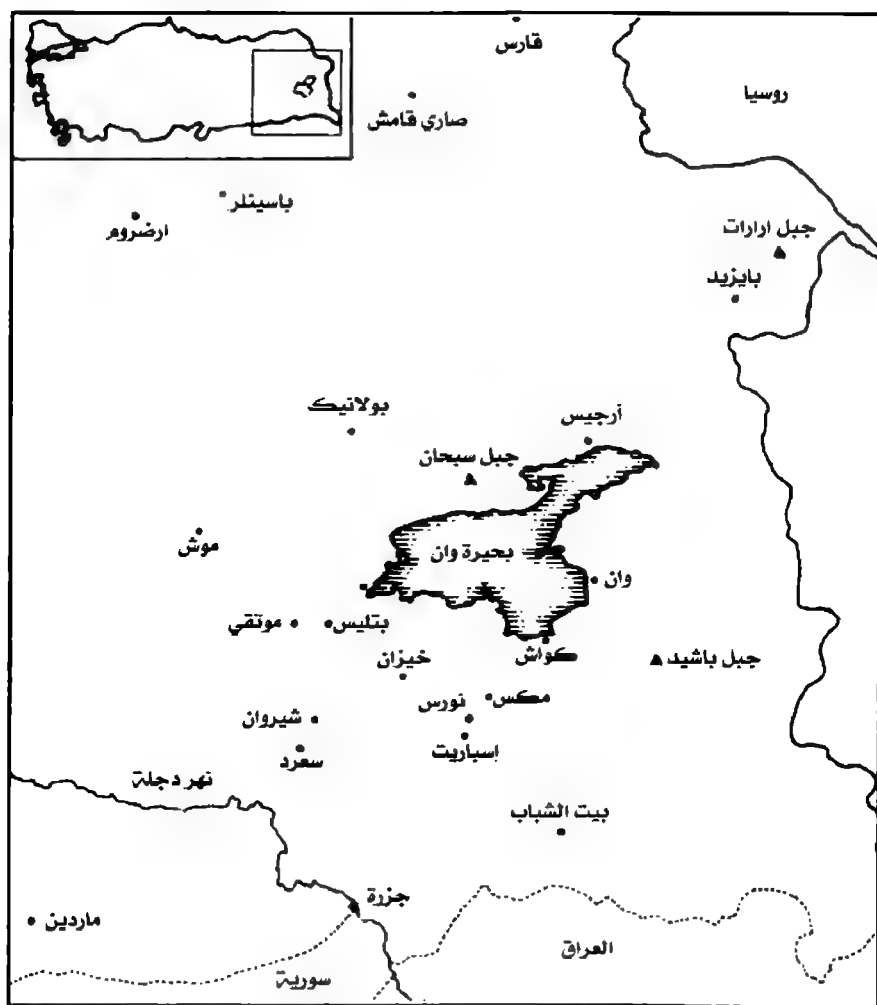 قارس
روسيا
صاري قامش
باسينلر
ارضروم
جبل ارارات
بايزيد
بولانيك
أرجيس
جبل سبحان
موش
بحيرة وان
وان
موتقي
بتليس
كواش
جبل باشيد
خيزان
مكس
نورس
شيروان
إسباريت
سعرد
نهر دجلة
بيت الشباب
جزرة
ماردين
العراق
سورية